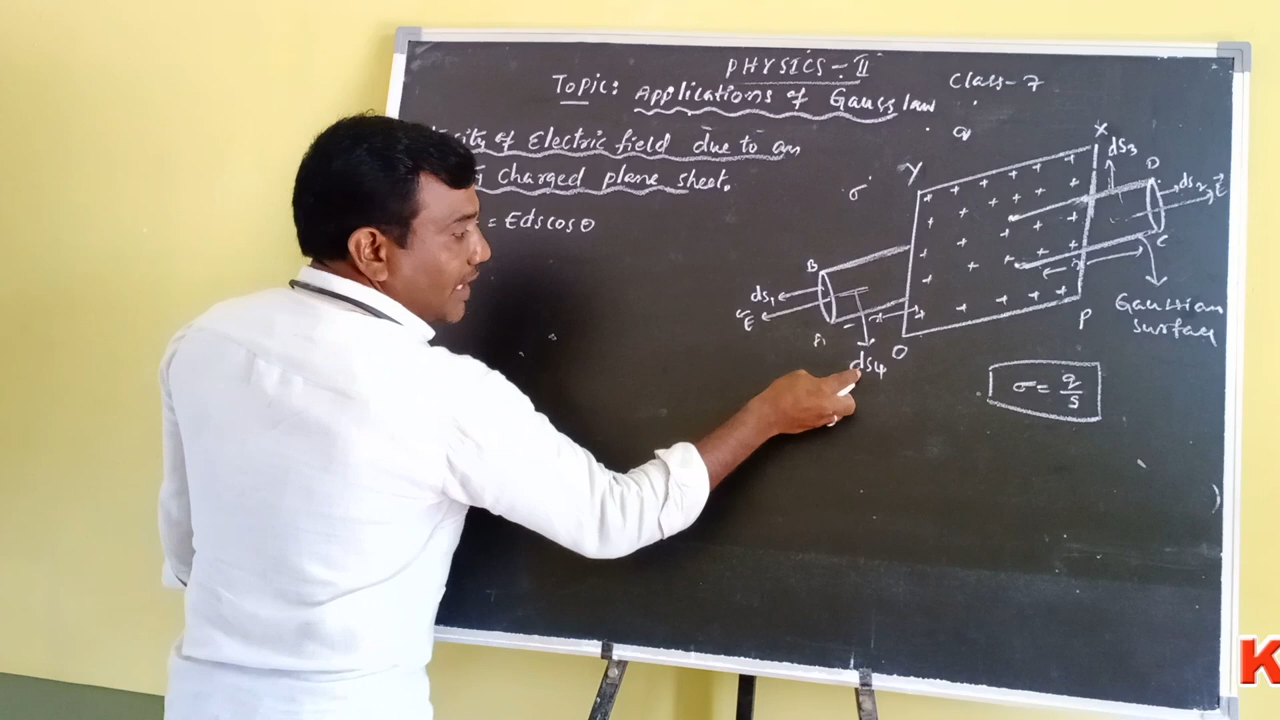 PHYSICS-II
Class-7
Topic: Applications of Gauss law
Electric field due to an
Charged plane sheet.
= Edscosθ
q
σ
X
Y
dS3
D
ds2
E
C
B
ds1
E
O
P
ds4
Gaussian
Surface
σ = q/s
K